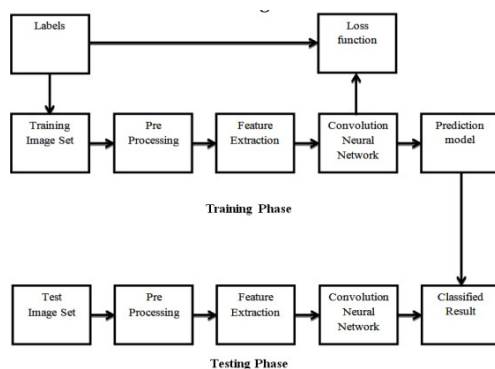 Labels
Loss
function
Training
Image Set
Pre
Processing
Feature
Extraction
Convolution
Neural
Network
Prediction
model
Training Phase
Test
Image Set
Pre
Processing
Feature
Extraction
Convolution
Neural
Network
Classified
Result
Testing Phase